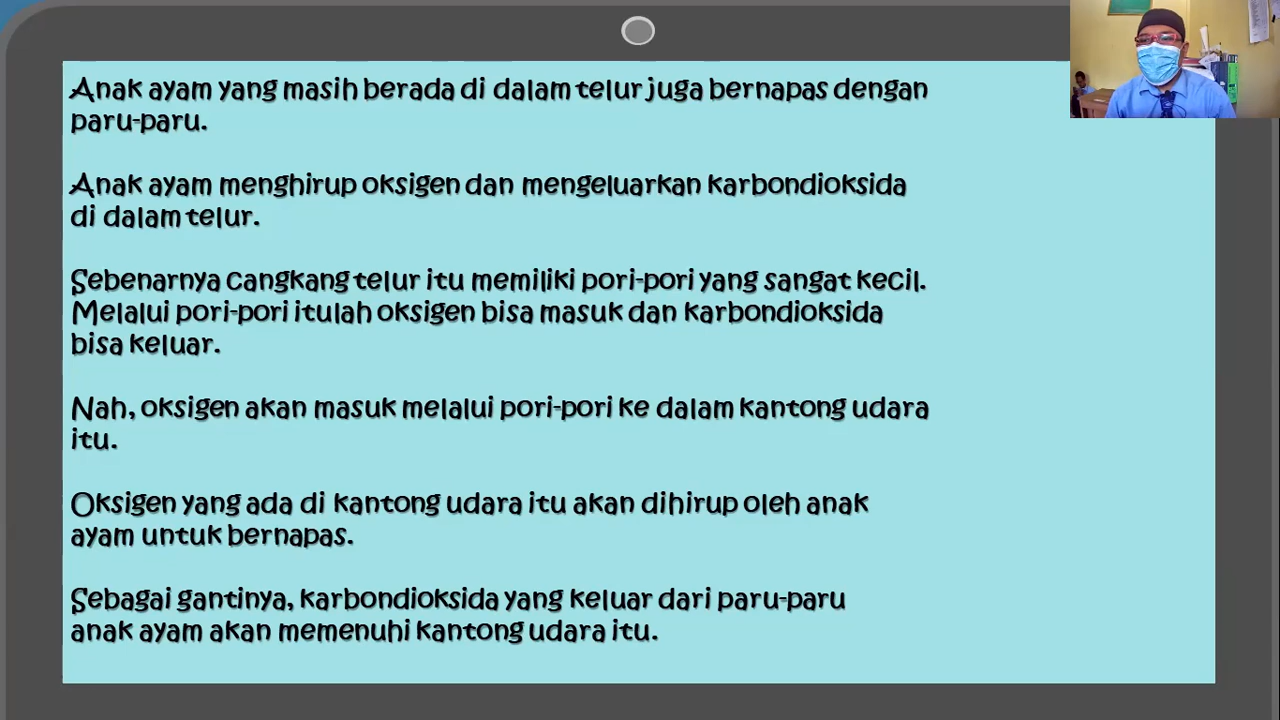 Anak ayam yang masih berada di dalam telur juga bernapas dengan
paru-paru.
Anak ayam menghirup oksigen dan mengeluarkan karbondioksida
di dalam telur.
Sebenarnya cangkang telur itu memiliki pori-pori yang sangat kecil.
Melalui pori-pori itulah oksigen bisa masuk dan karbondioksida
bisa keluar.
Nah, oksigen akan masuk melalui pori-pori ke dalam kantong udara
itu.
Oksigen yang ada di kantong udara itu akan dihirup oleh anak
ayam untuk bernapas.
Sebagai gantinya, karbondioksida yang keluar dari paru-paru
anak ayam akan memenuhi kantong udara itu.